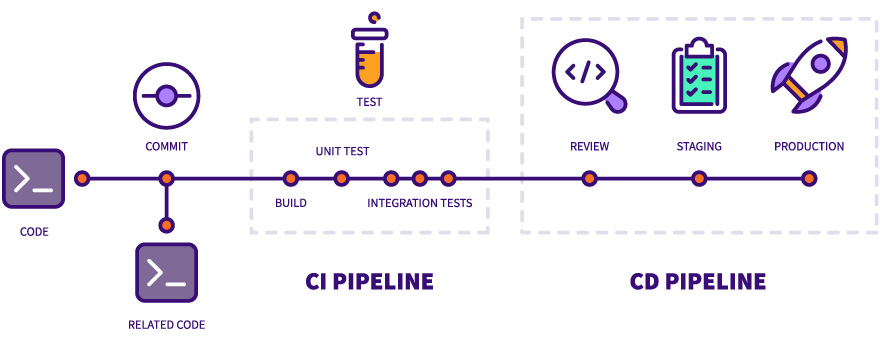 TEST
COMMIT
REVIEW
STAGING
PRODUCTION
UNIT TEST
BUILD
INTEGRATION TESTS
CODE
CI PIPELINE
CD PIPELINE
RELATED CODE